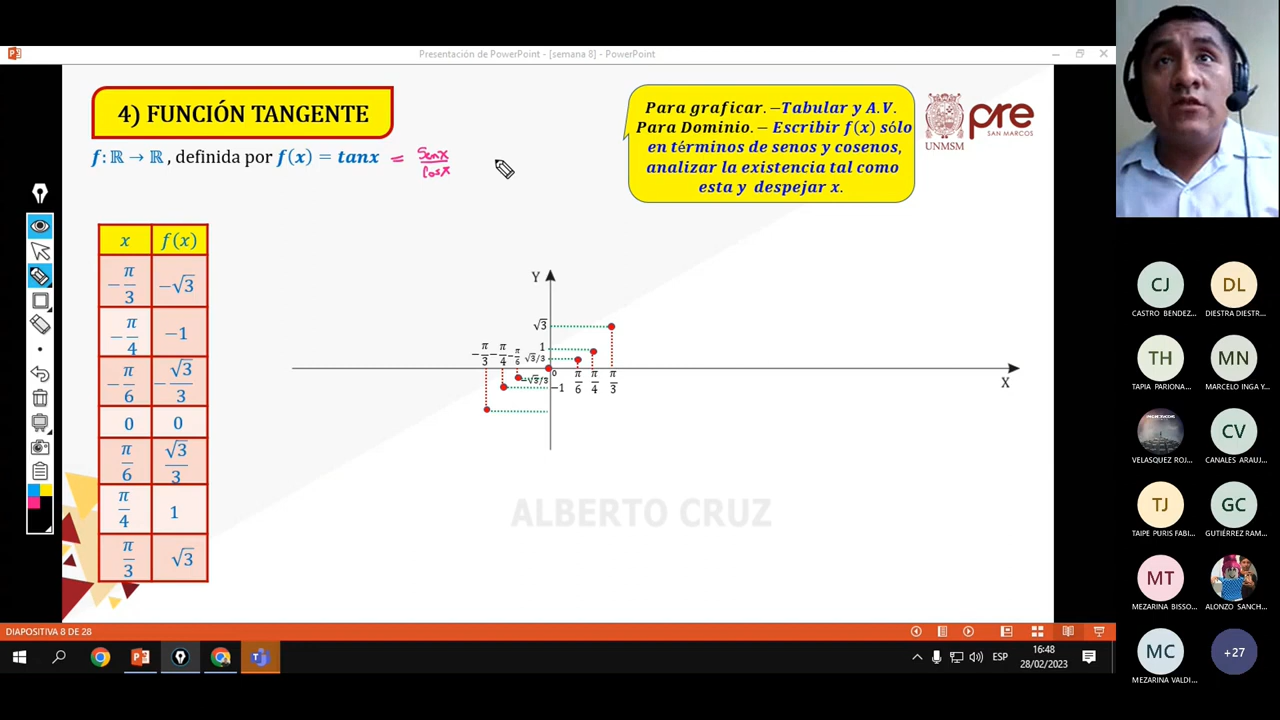 Presentación de PowerPoint - [semana 8] - PowerPoint
4) FUNCIÓN TANGENTE
f: ℝ → ℝ , definida por f(x) = tanx = Senx/Cosx
Para graficar. −Tabular y A.V.
Para Dominio. − Escribir f(x) sólo
en términos de senos y cosenos,
analizar la existencia tal como
esta y despejar x.
UNMSM
pre
SAN MARCOS
x f(x)
−π/3 −√3
−π/4 −1
−π/6 −√3/3
0 0
π/6 √3/3
π/4 1
π/3 √3
Y
√3
1
√3/3
−π/3 −π/4 −π/6
0
−√3/3
−1
π/6 π/4 π/3
X
ALBERTO CRUZ
CJ
CASTRO BENDEZ...
DL
DIESTRA DIESTR...
TH
TAPIA PARIONA...
MN
MARCELO INGA Y...
VELASQUEZ ROJ...
CV
CANALES ARAUJ...
TJ
TAIPE PURIS FABI...
GC
GUTIÉRREZ RAM...
MT
MEZARINA BISSO...
ALONZO SANCH...
MC
MEZARINA VALDI...
+27
DIAPOSITIVA 8 DE 28
ESP
16:48
28/02/2023